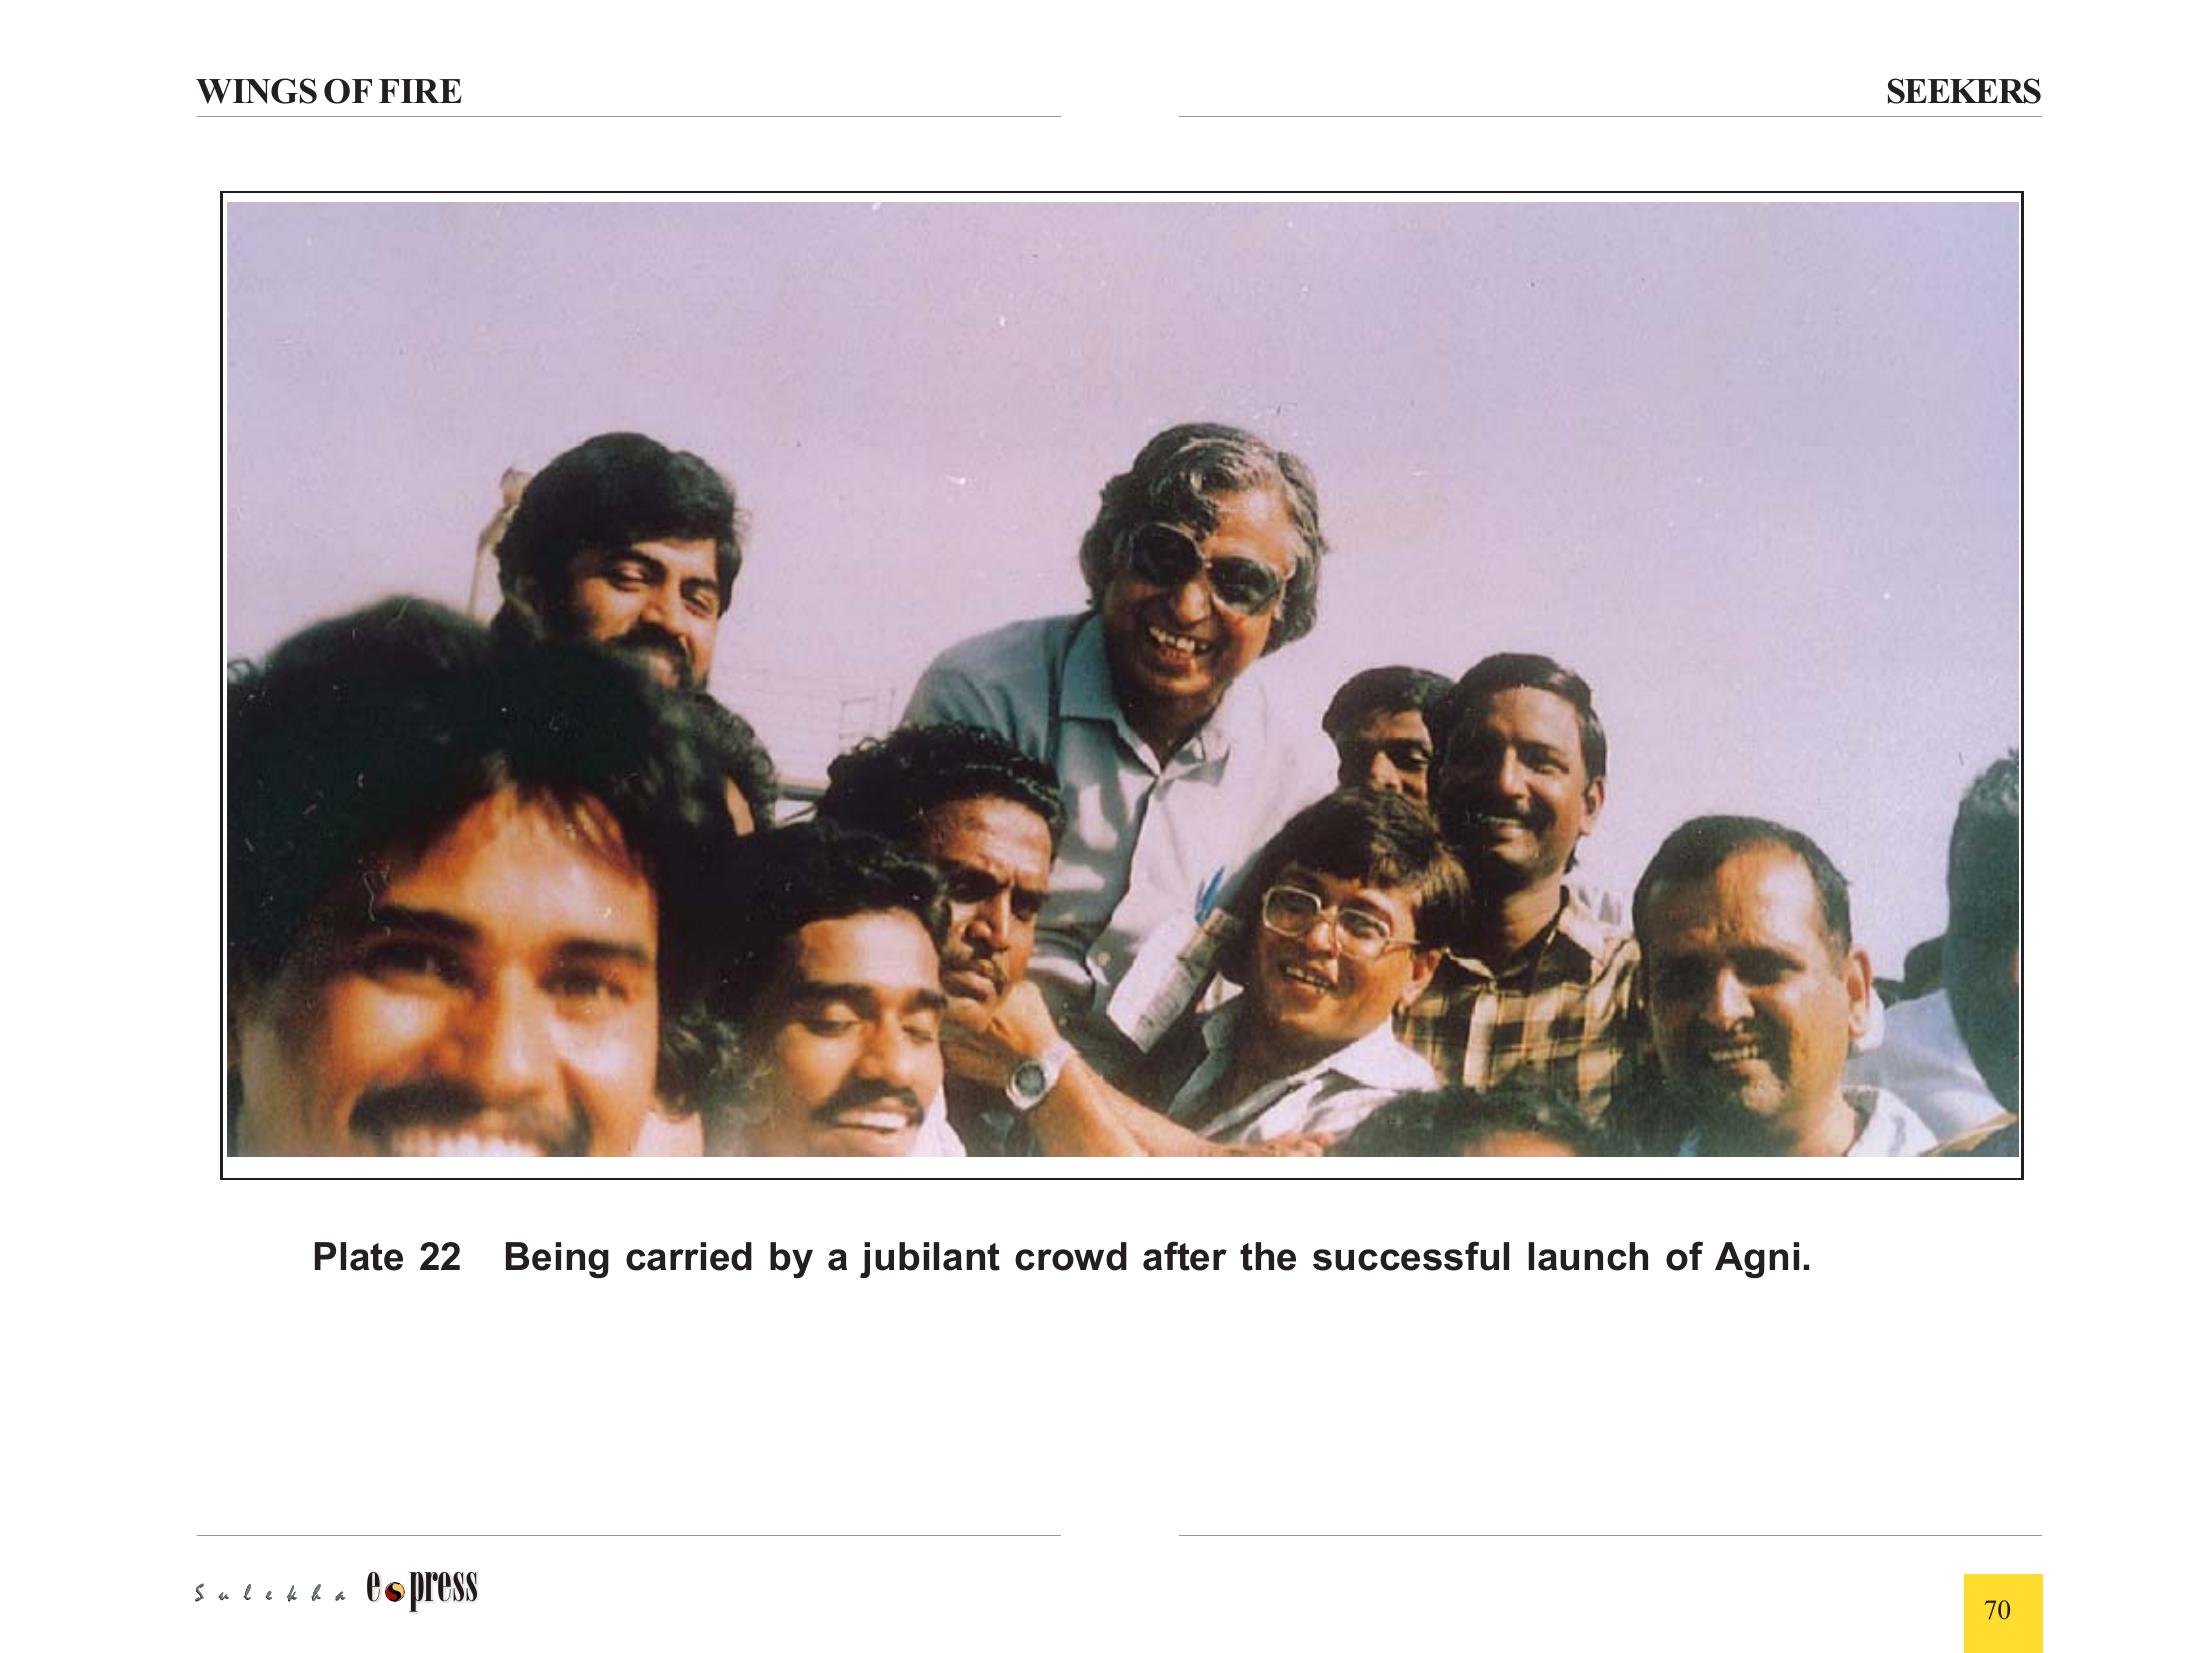 WINGS OF FIRE
SEEKERS
Plate 22 Being carried by a jubilant crowd after the successful launch of Agni.
Sulekha e press
70